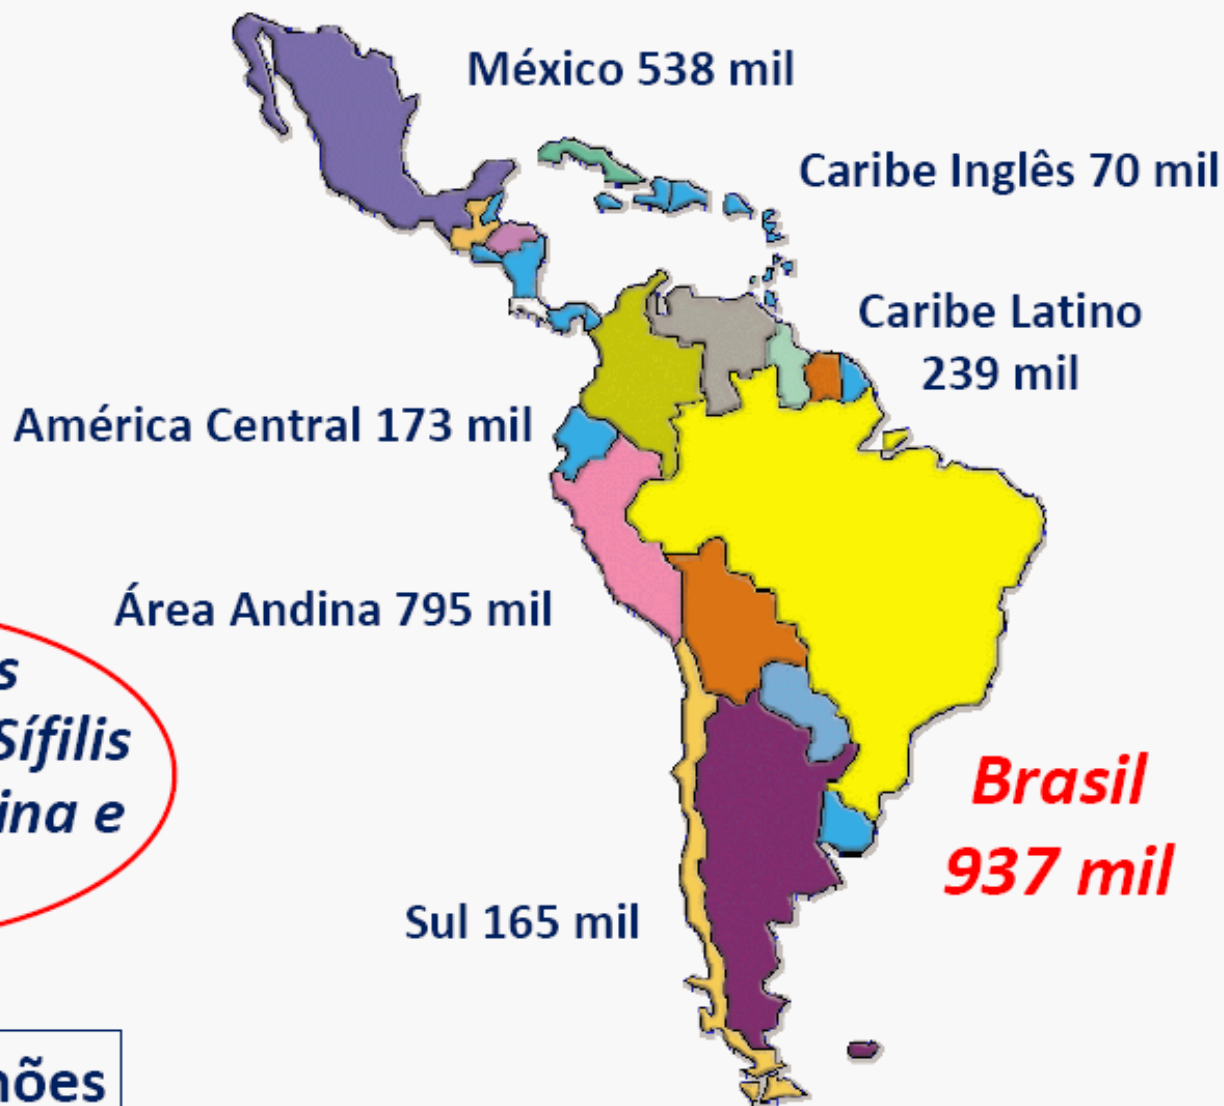 México 538 mil
Caribe Inglês 70 mil
Caribe Latino
239 mil
América Central 173 mil
Área Andina 795 mil
Sífilis
Brasil
937 mil
Sul 165 mil